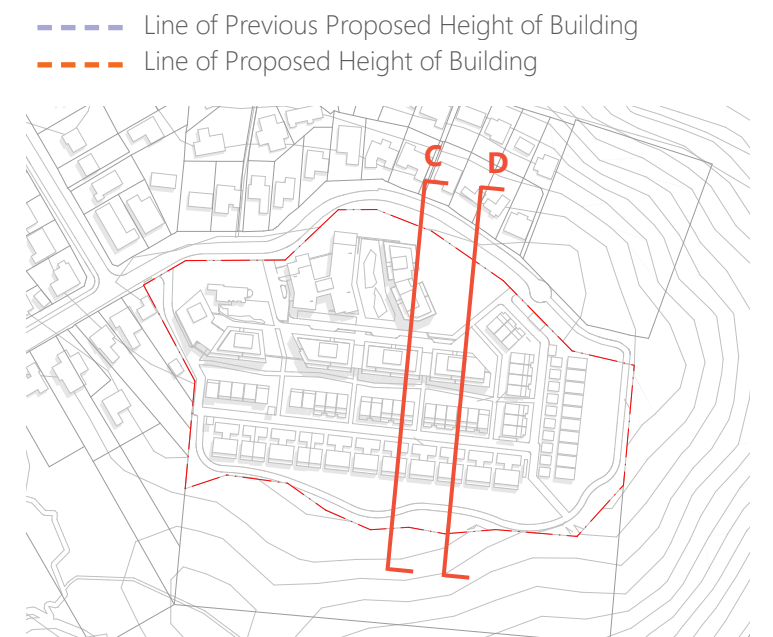 Line of Previous Proposed Height of Building
Line of Proposed Height of Building
C
D